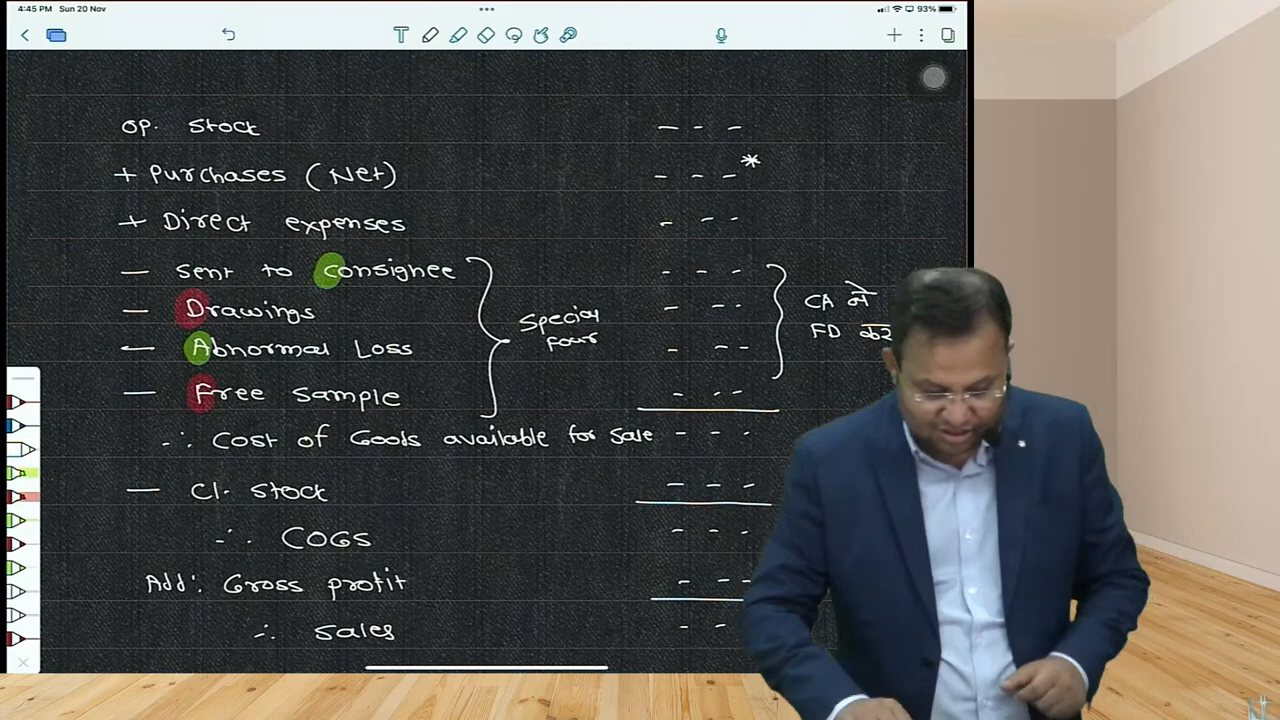 4:45 PM Sun 20 Nov
93%
OP. Stock - - -
+ Purchases (Net) - - - *
+ Direct expenses - - -
— Sent to consignee - - -
— Drawings - - -
— Abnormal Loss - - -
— Free Sample - - -
Special
four
CA ने
FD कर
∴ Cost of Goods available for Sale - - -
— Cl. Stock - - -
∴ COGS - - -
Add: Gross profit - - -
∴ Sales - - -